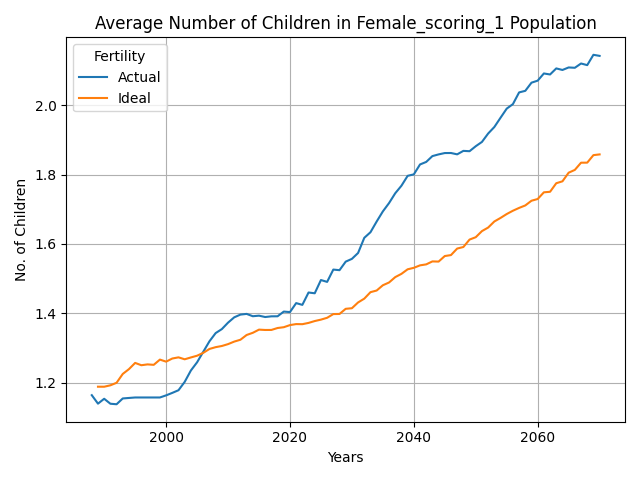 Average Number of Children in Female_scoring_1 Population
Fertility
Actual
Ideal
No. of Children
2.0
1.8
1.6
1.4
1.2
2000
2020
2040
2060
Years